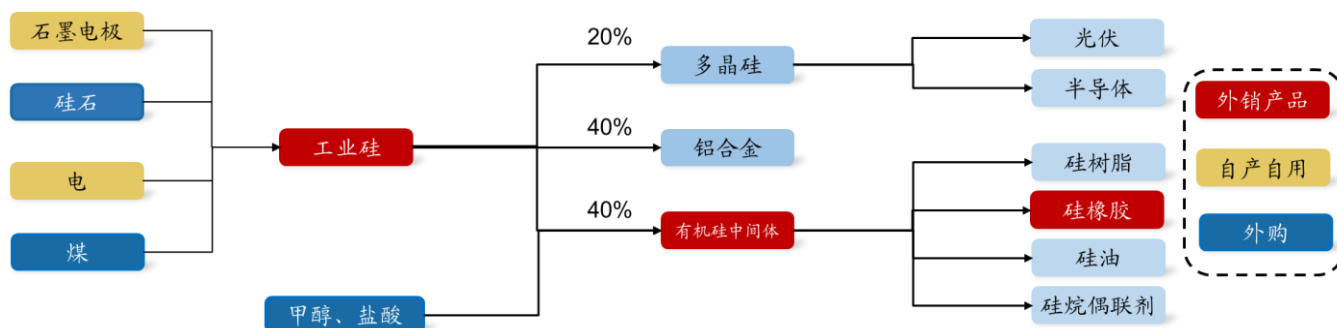 石墨电极
硅石
电
煤
工业硅
甲醇、盐酸
20%
多晶硅
40%
铝合金
40%
有机硅中间体
光伏
半导体
硅树脂
硅橡胶
硅油
硅烷偶联剂
外销产品
自产自用
外购